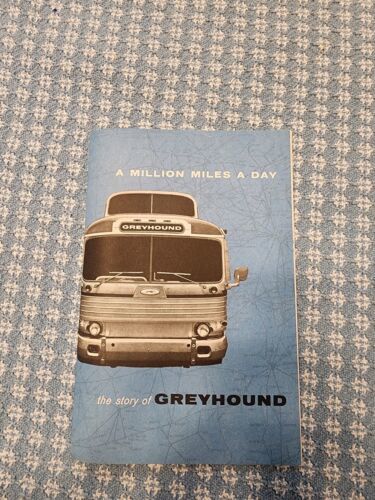 A MILLION MILES A DAY
GREYHOUND
the story of GREYHOUND